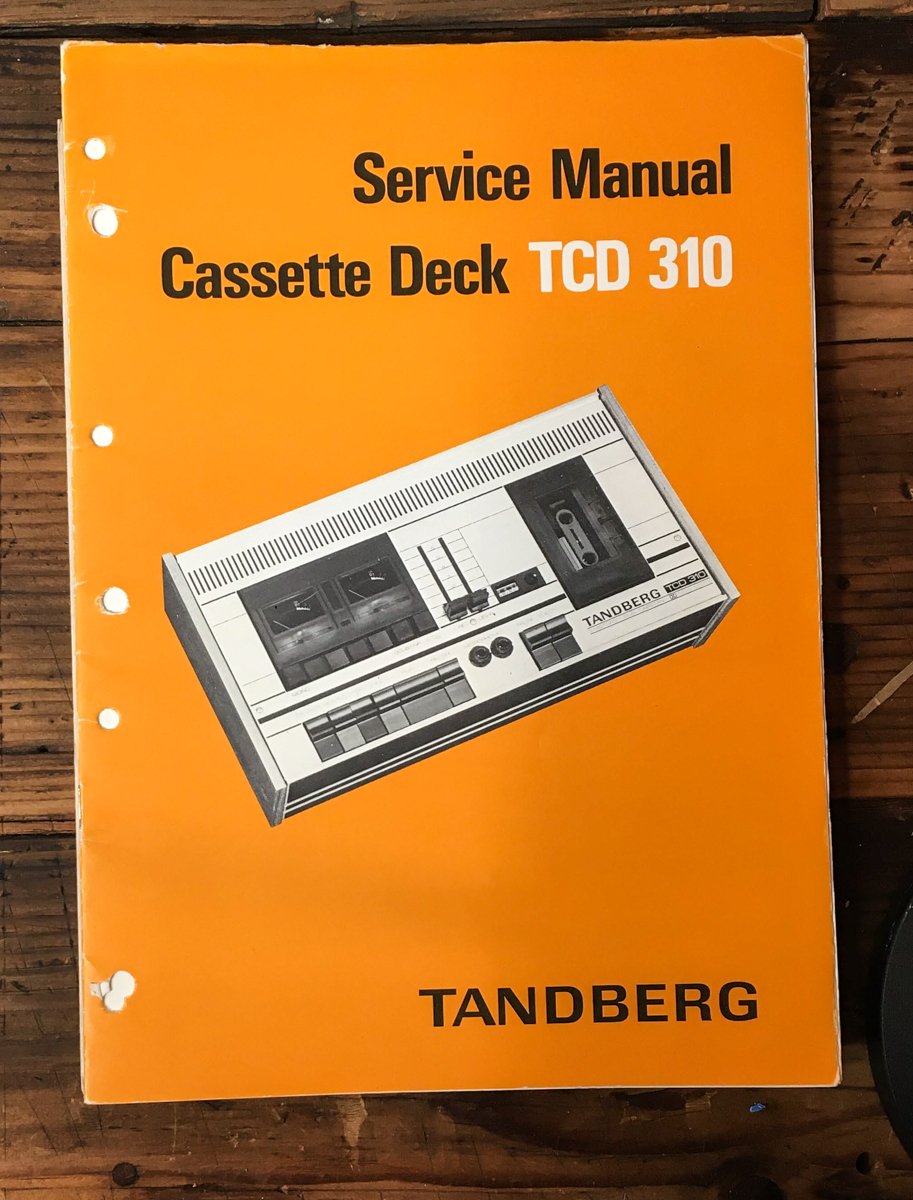 Service Manual
Cassette Deck TCD 310
TANDBERG TCD 310
TANDBERG